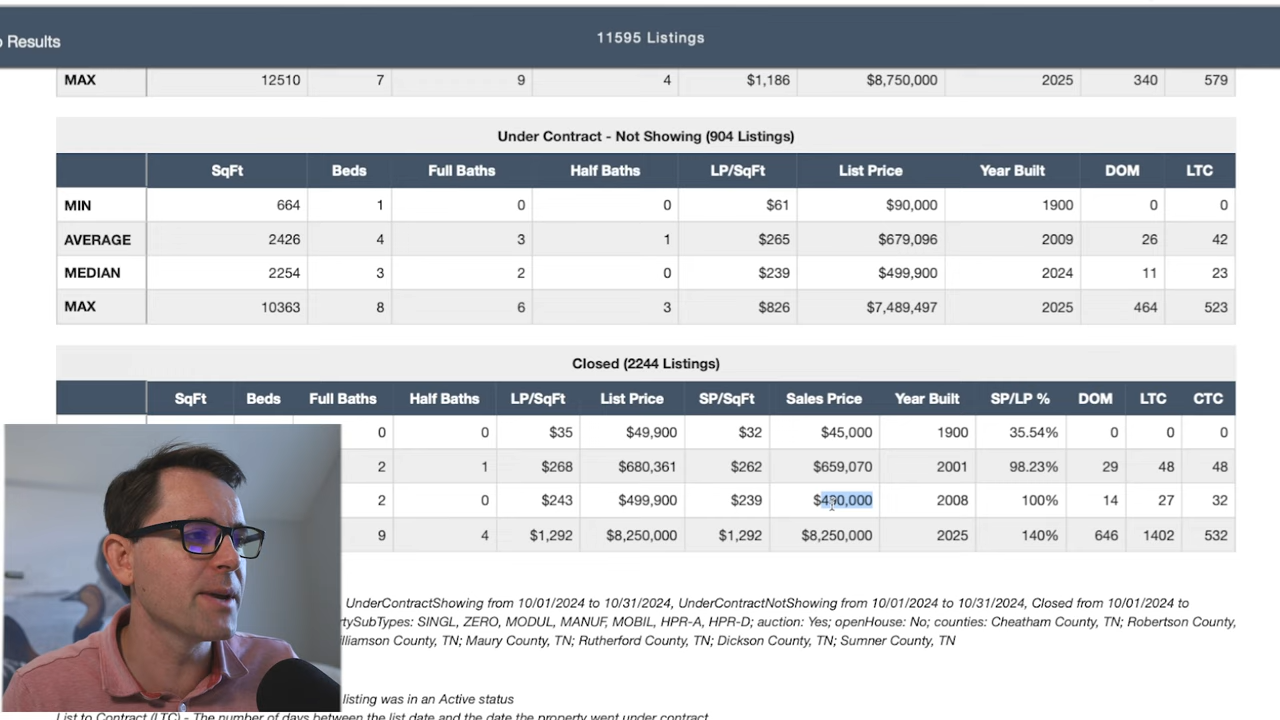 o Results
11595 Listings
MAX 12510 7 9 4 $1,186 $8,750,000 2025 340 579
Under Contract - Not Showing (904 Listings)
SqFt Beds Full Baths Half Baths LP/SqFt List Price Year Built DOM LTC
MIN 664 1 0 0 $61 $90,000 1900 0 0
AVERAGE 2426 4 3 1 $265 $679,096 2009 26 42
MEDIAN 2254 3 2 0 $239 $499,900 2024 11 23
MAX 10363 8 6 3 $826 $7,489,497 2025 464 523
Closed (2244 Listings)
SqFt Beds Full Baths Half Baths LP/SqFt List Price SP/SqFt Sales Price Year Built SP/LP % DOM LTC CTC
0 0 $35 $49,900 $32 $45,000 1900 35.54% 0 0 0
2 1 $268 $680,361 $262 $659,070 2001 98.23% 29 48 48
2 0 $243 $499,900 $239 2008 100% 14 27 32
9 4 $1,292 $8,250,000 $1,292 $8,250,000 2025 140% 646 1402 532
UnderContractShowing from 10/01/2024 to 10/31/2024, UnderContractNotShowing from 10/01/2024 to 10/31/2024, Closed from 10/01/2024 to
rtySubTypes: SINGL, ZERO, MODUL, MANUF, MOBIL, HPR-A, HPR-D; auction: Yes; openHouse: No; counties: Cheatham County, TN; Robertson County,
lliamson County, TN; Maury County, TN; Rutherford County, TN; Dickson County, TN; Sumner County, TN
listing was in an Active status
List to Contract (LTC) - The number of days between the list date and the date the property went under contract